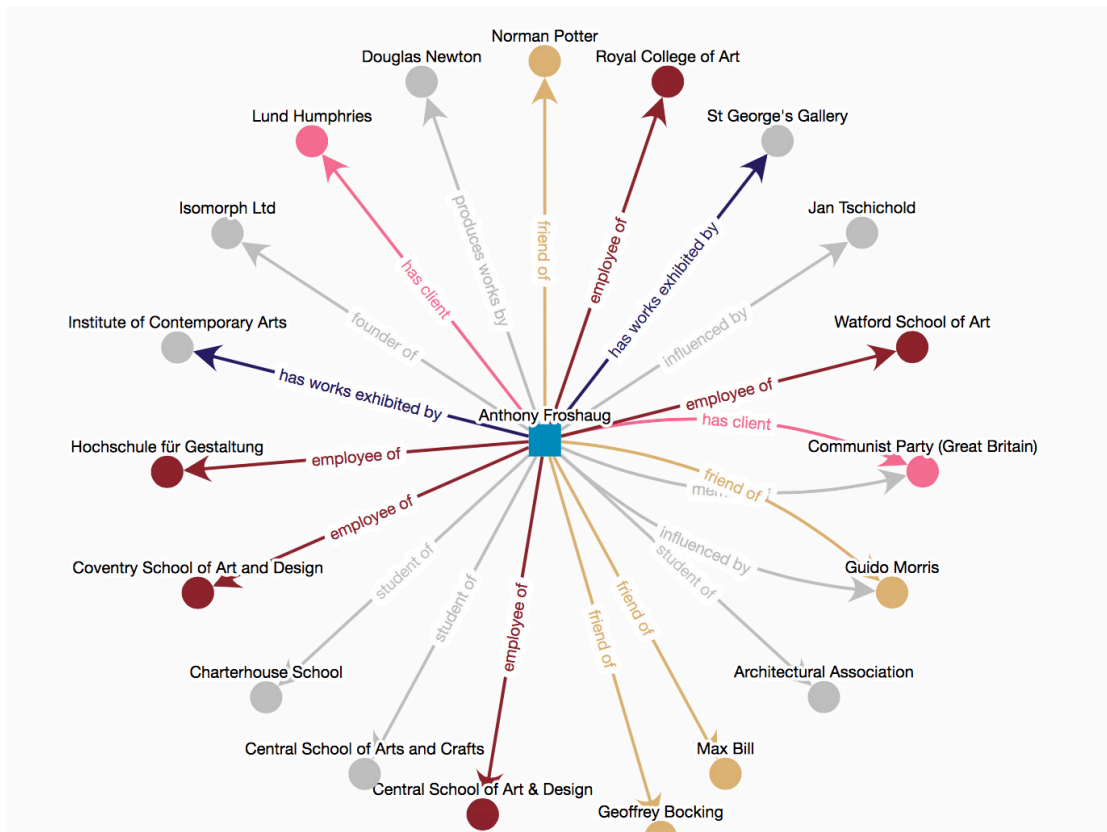 Norman Potter
Douglas Newton
Royal College of Art
Lund Humphries
St George's Gallery
Isomorph Ltd
Jan Tschichold
produces works by
friend of
employee of
has works exhibited by
has client
founder of
influenced by
Institute of Contemporary Arts
Watford School of Art
has works exhibited by
employee of
Anthony Froshaug
has client
Hochschule für Gestaltung
employee of
Communist Party (Great Britain)
friend of
employee of
influenced by
student of
Coventry School of Art and Design
student of
student of
employee of
friend of
friend of
Guido Morris
Charterhouse School
Architectural Association
Central School of Arts and Crafts
Max Bill
Central School of Art & Design
Geoffrey Bocking